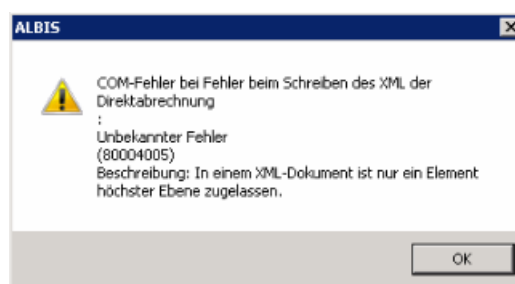 ALBIS
COM-Fehler bei Fehler beim Schreiben des XML der
Direktabrechnung
:
Unbekannter Fehler
(80004005)
Beschreibung: In einem XML-Dokument ist nur ein Element
höchster Ebene zugelassen.
OK